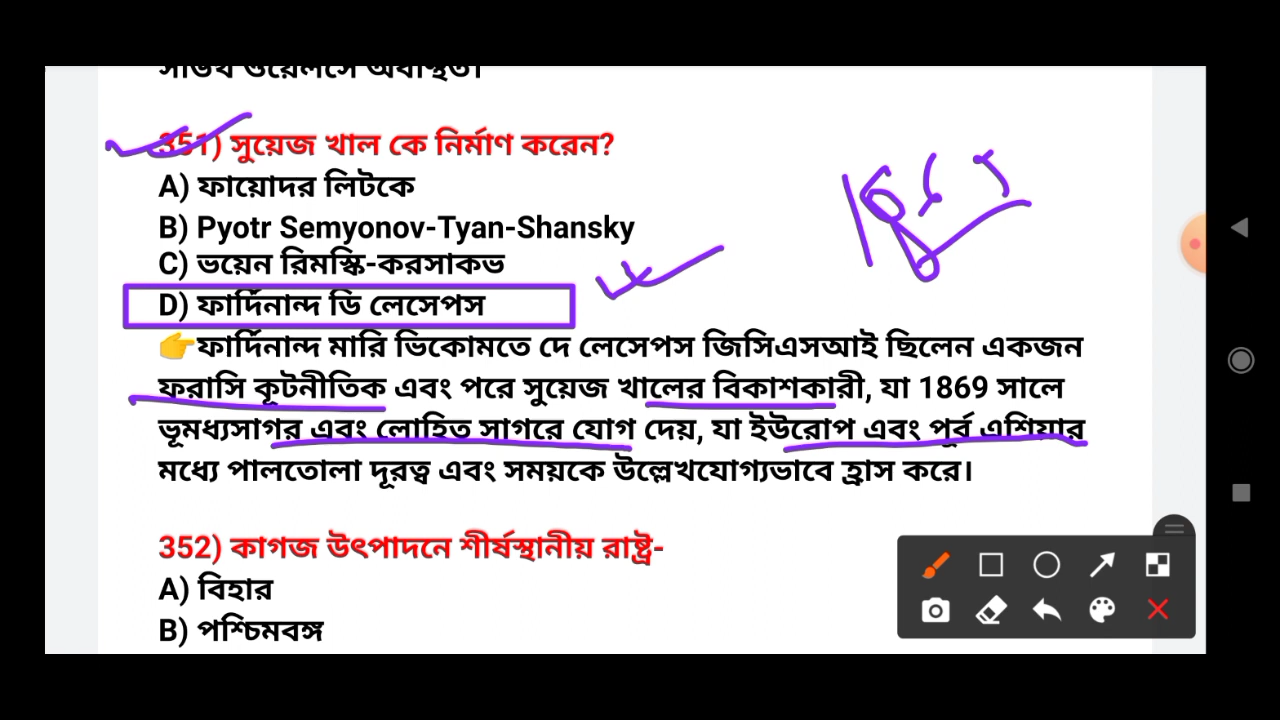 351) সুয়েজ খাল কে নির্মাণ করেন?
A) ফায়োদর লিটকে
B) Pyotr Semyonov-Tyan-Shansky
C) ভয়েন রিমস্কি-করসাকভ
D) ফার্দিনান্দ ডি লেসেপস
👉ফার্দিনান্দ মারি ভিকোমতে দে লেসেপস জিসিএসআই ছিলেন একজন
ফরাসি কূটনীতিক এবং পরে সুয়েজ খালের বিকাশকারী, যা 1869 সালে
ভূমধ্যসাগর এবং লোহিত সাগরে যোগ দেয়, যা ইউরোপ এবং পূর্ব এশিয়ার
মধ্যে পালতোলা দূরত্ব এবং সময়কে উল্লেখযোগ্যভাবে হ্রাস করে।
352) কাগজ উৎপাদনে শীর্ষস্থানীয় রাষ্ট্র-
A) বিহার
B) পশ্চিমবঙ্গ